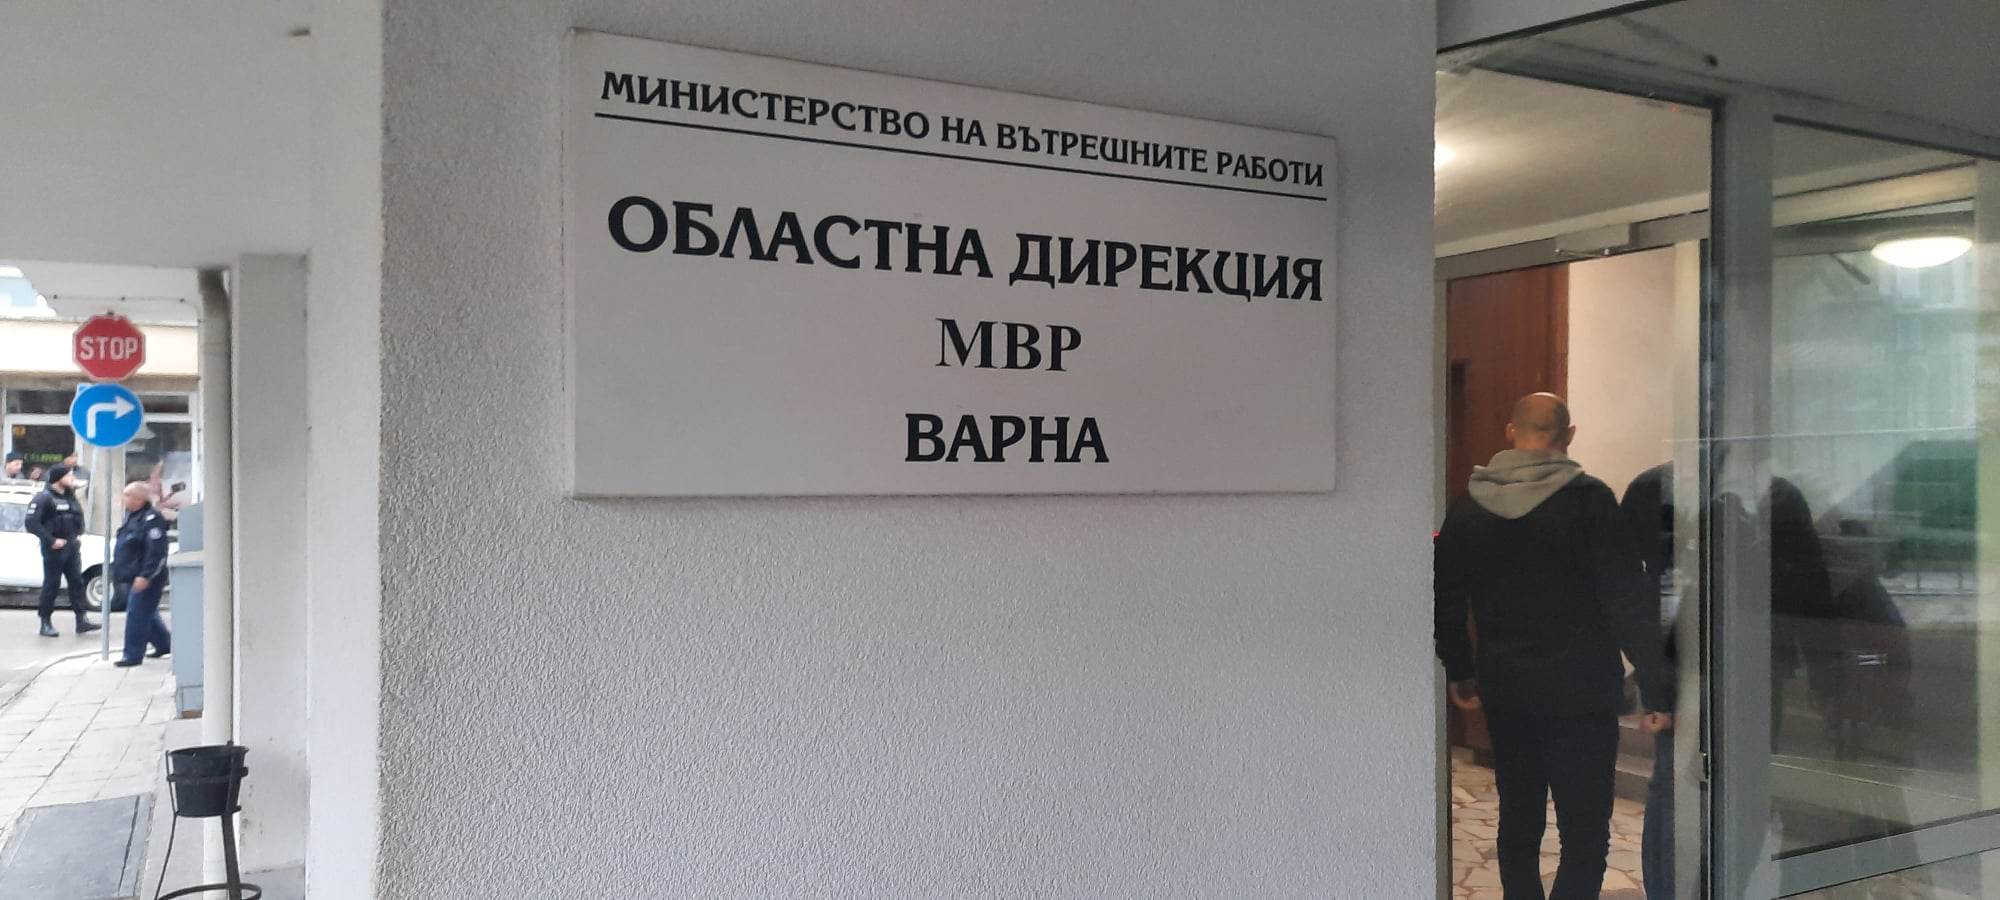 МИНИСТЕРСТВО НА ВЪТРЕШНИТЕ РАБОТИ
ОБЛАСТНА ДИРЕКЦИЯ
МВР
ВАРНА
STOP